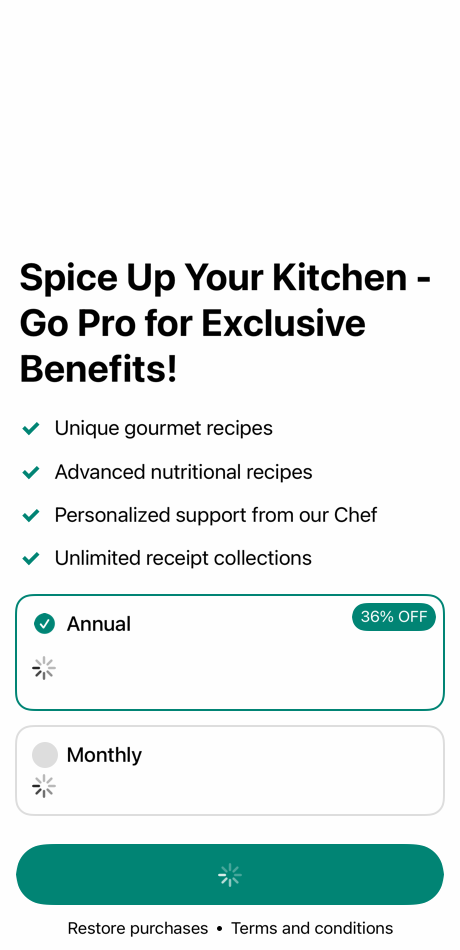 Spice Up Your Kitchen -
Go Pro for Exclusive
Benefits!
Unique gourmet recipes
Advanced nutritional recipes
Personalized support from our Chef
Unlimited receipt collections
Annual
36% OFF
Monthly
Restore purchases • Terms and conditions